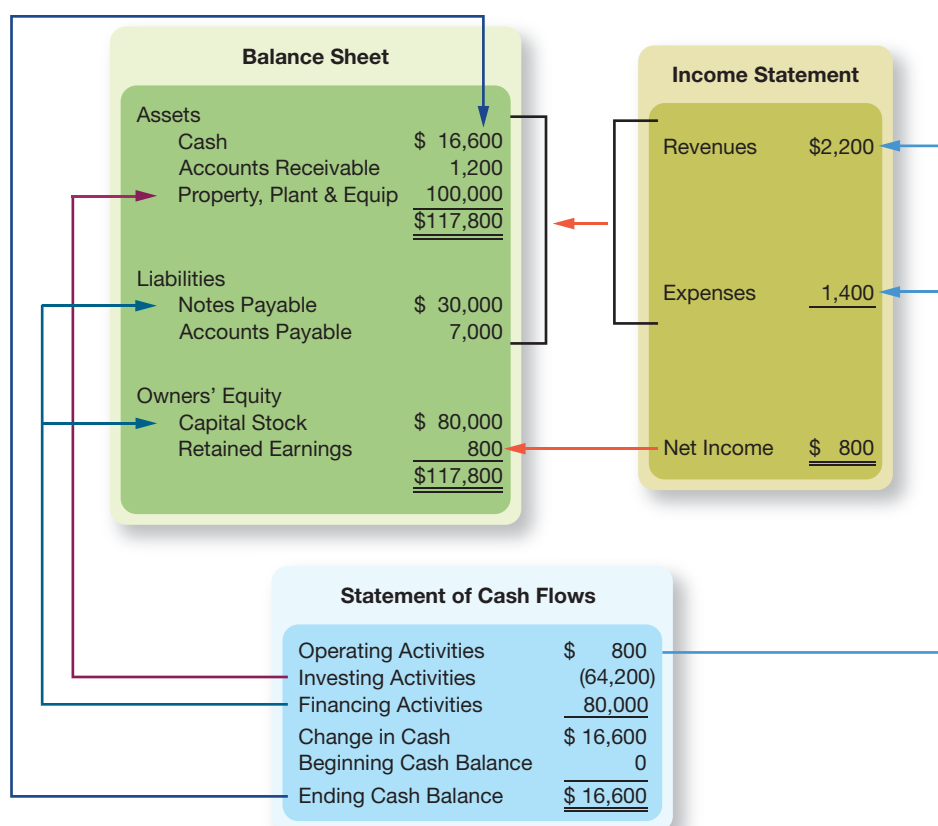 Balance Sheet
Assets
Cash $ 16,600
Accounts Receivable 1,200
Property, Plant & Equip 100,000
$117,800
Liabilities
Notes Payable $ 30,000
Accounts Payable 7,000
Owners’ Equity
Capital Stock $ 80,000
Retained Earnings 800
$117,800
Income Statement
Revenues $2,200
Expenses 1,400
Net Income $ 800
Statement of Cash Flows
Operating Activities $ 800
Investing Activities (64,200)
Financing Activities 80,000
Change in Cash $ 16,600
Beginning Cash Balance 0
Ending Cash Balance $ 16,600